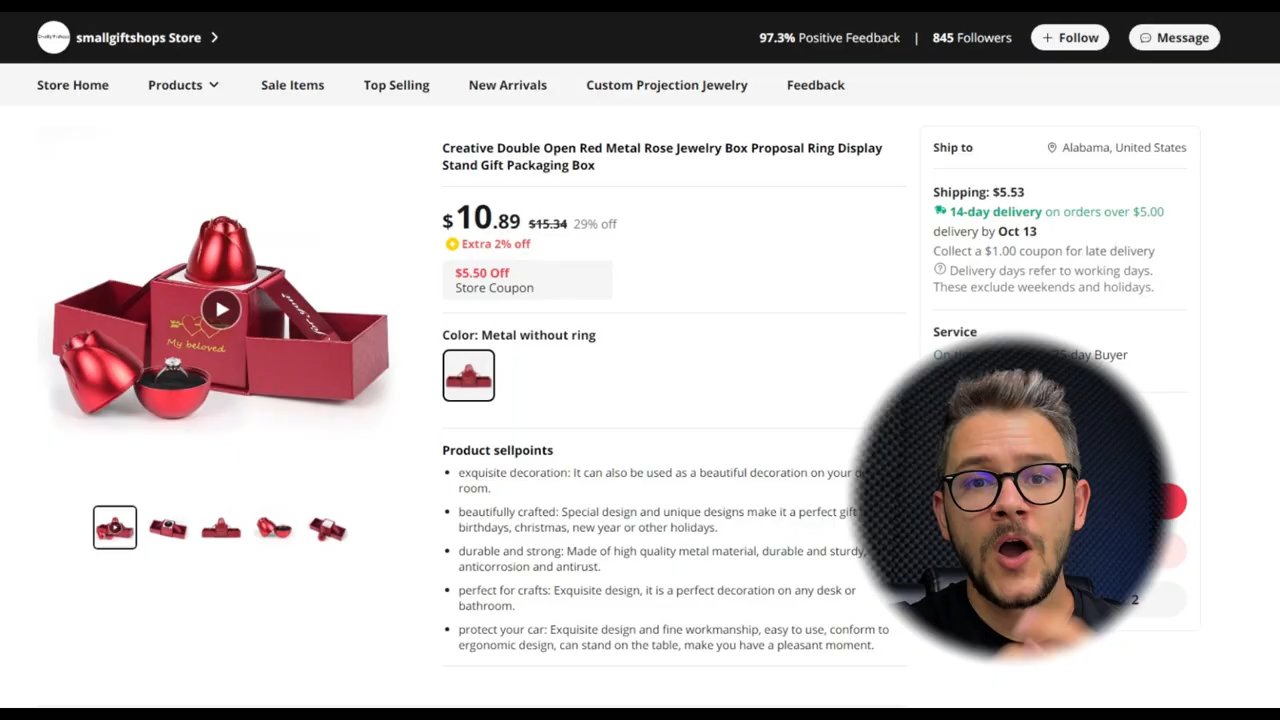 smallgiftshops Store
97.3% Positive Feedback | 845 Followers
+ Follow
Message
Store Home
Products
Sale Items
Top Selling
New Arrivals
Custom Projection Jewelry
Feedback
Creative Double Open Red Metal Rose Jewelry Box Proposal Ring Display
Stand Gift Packaging Box
$10.89 $15.34 29% off
Extra 2% off
$5.50 Off
Store Coupon
Color: Metal without ring
My beloved
for you
Product sellpoints
exquisite decoration: It can also be used as a beautiful decoration on your
room.
beautifully crafted: Special design and unique designs make it a perfect gift
birthdays, christmas, new year or other holidays.
durable and strong: Made of high quality metal material, durable and sturdy,
anticorrosion and antirust.
perfect for crafts: Exquisite design, it is a perfect decoration on any desk or
bathroom.
protect your car: Exquisite design and fine workmanship, easy to use, conform to
ergonomic design, can stand on the table, make you have a pleasant moment.
Ship to
Alabama, United States
Shipping: $5.53
14-day delivery on orders over $5.00
delivery by Oct 13
Collect a $1.00 coupon for late delivery
Delivery days refer to working days.
These exclude weekends and holidays.
Service
day Buyer
2